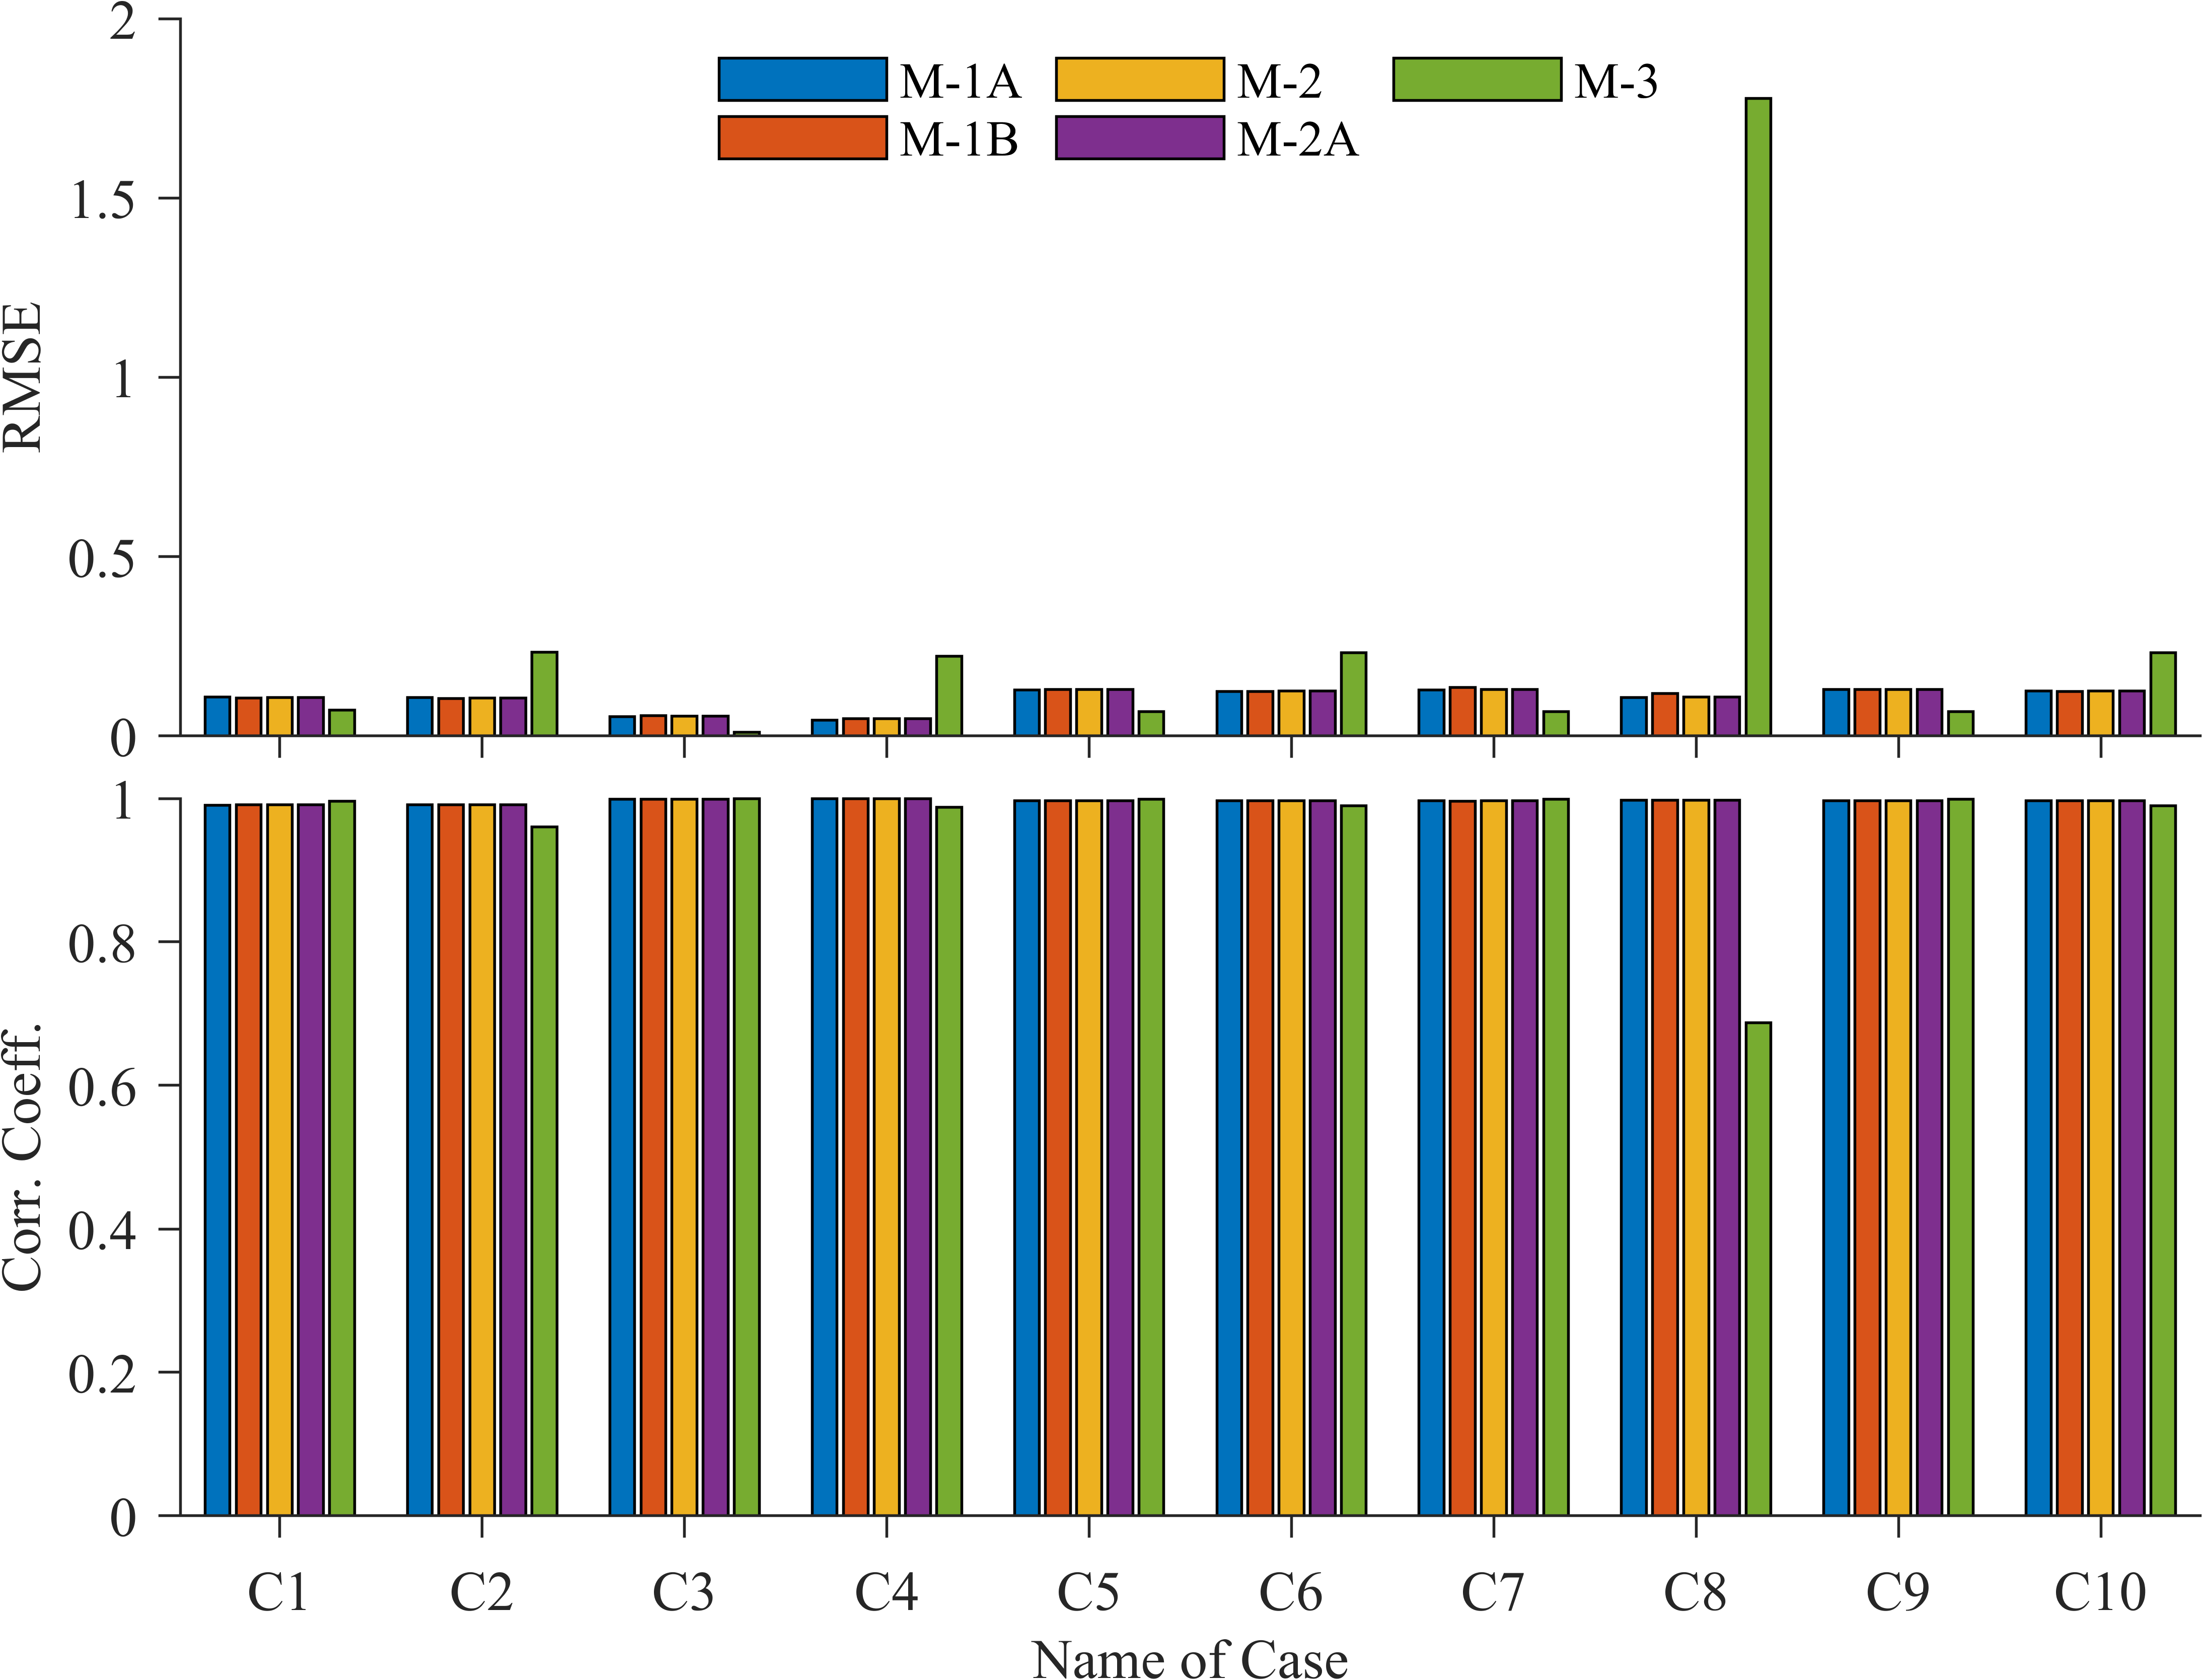 2
1.5
1
0.5
0
RMSE
M-1A M-2 M-3
M-1B M-2A
1
0.8
0.6
0.4
0.2
0
Corr. Coeff.
C1 C2 C3 C4 C5 C6 C7 C8 C9 C10
Name of Case